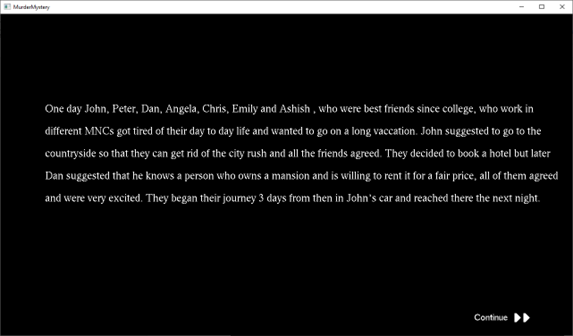 MurderMystery
One day John, Peter, Dan, Angela, Chris, Emily and Ashish , who were best friends since college, who work in
different MNCs got tired of their day to day life and wanted to go on a long vaccation. John suggested to go to the
countryside so that they can get rid of the city rush and all the friends agreed. They decided to book a hotel but later
Dan suggested that he knows a person who owns a mansion and is willing to rent it for a fair price, all of them agreed
and were very excited. They began their journey 3 days from then in John's car and reached there the next night.
Continue